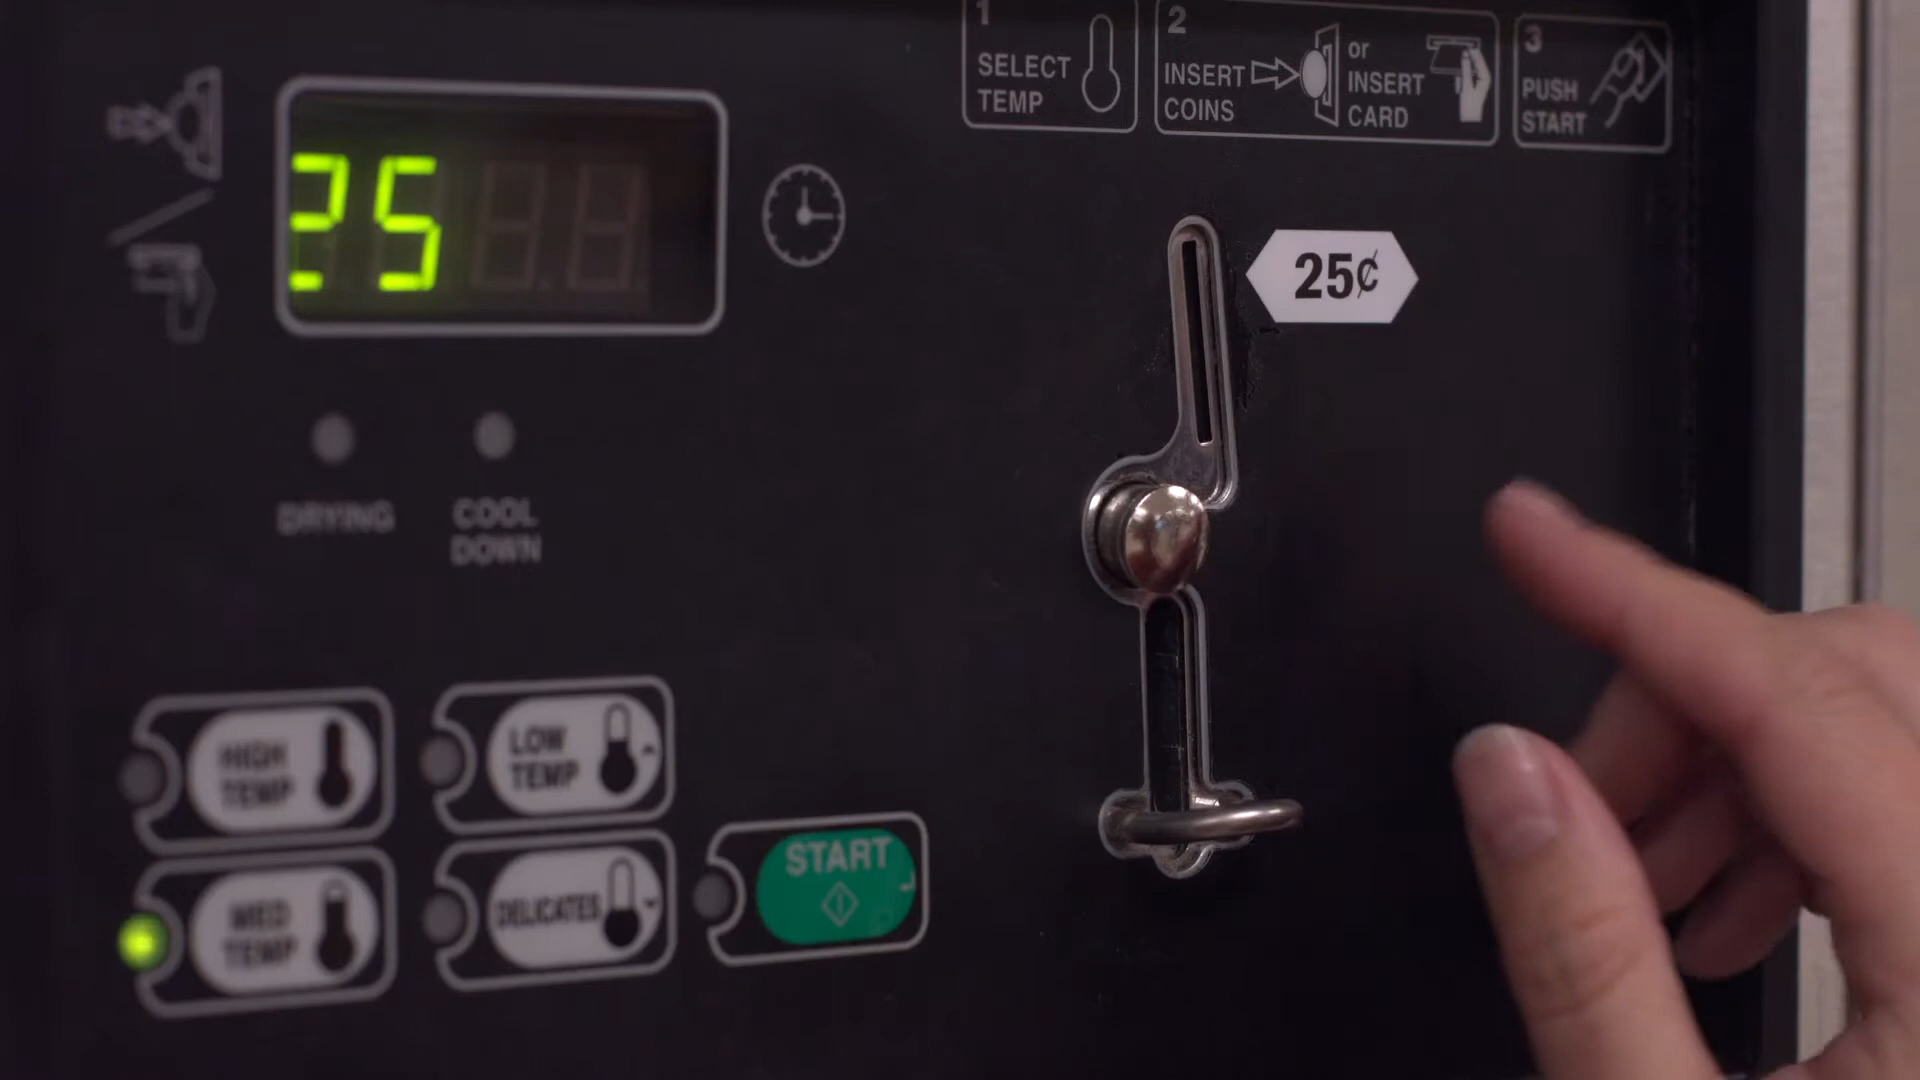 1
SELECT
TEMP
2
INSERT
COINS
or
INSERT
CARD
3
PUSH
START
25
25¢
DRYING
COOL
DOWN
HIGH
TEMP
LOW
TEMP
MED
TEMP
DELICATES
START